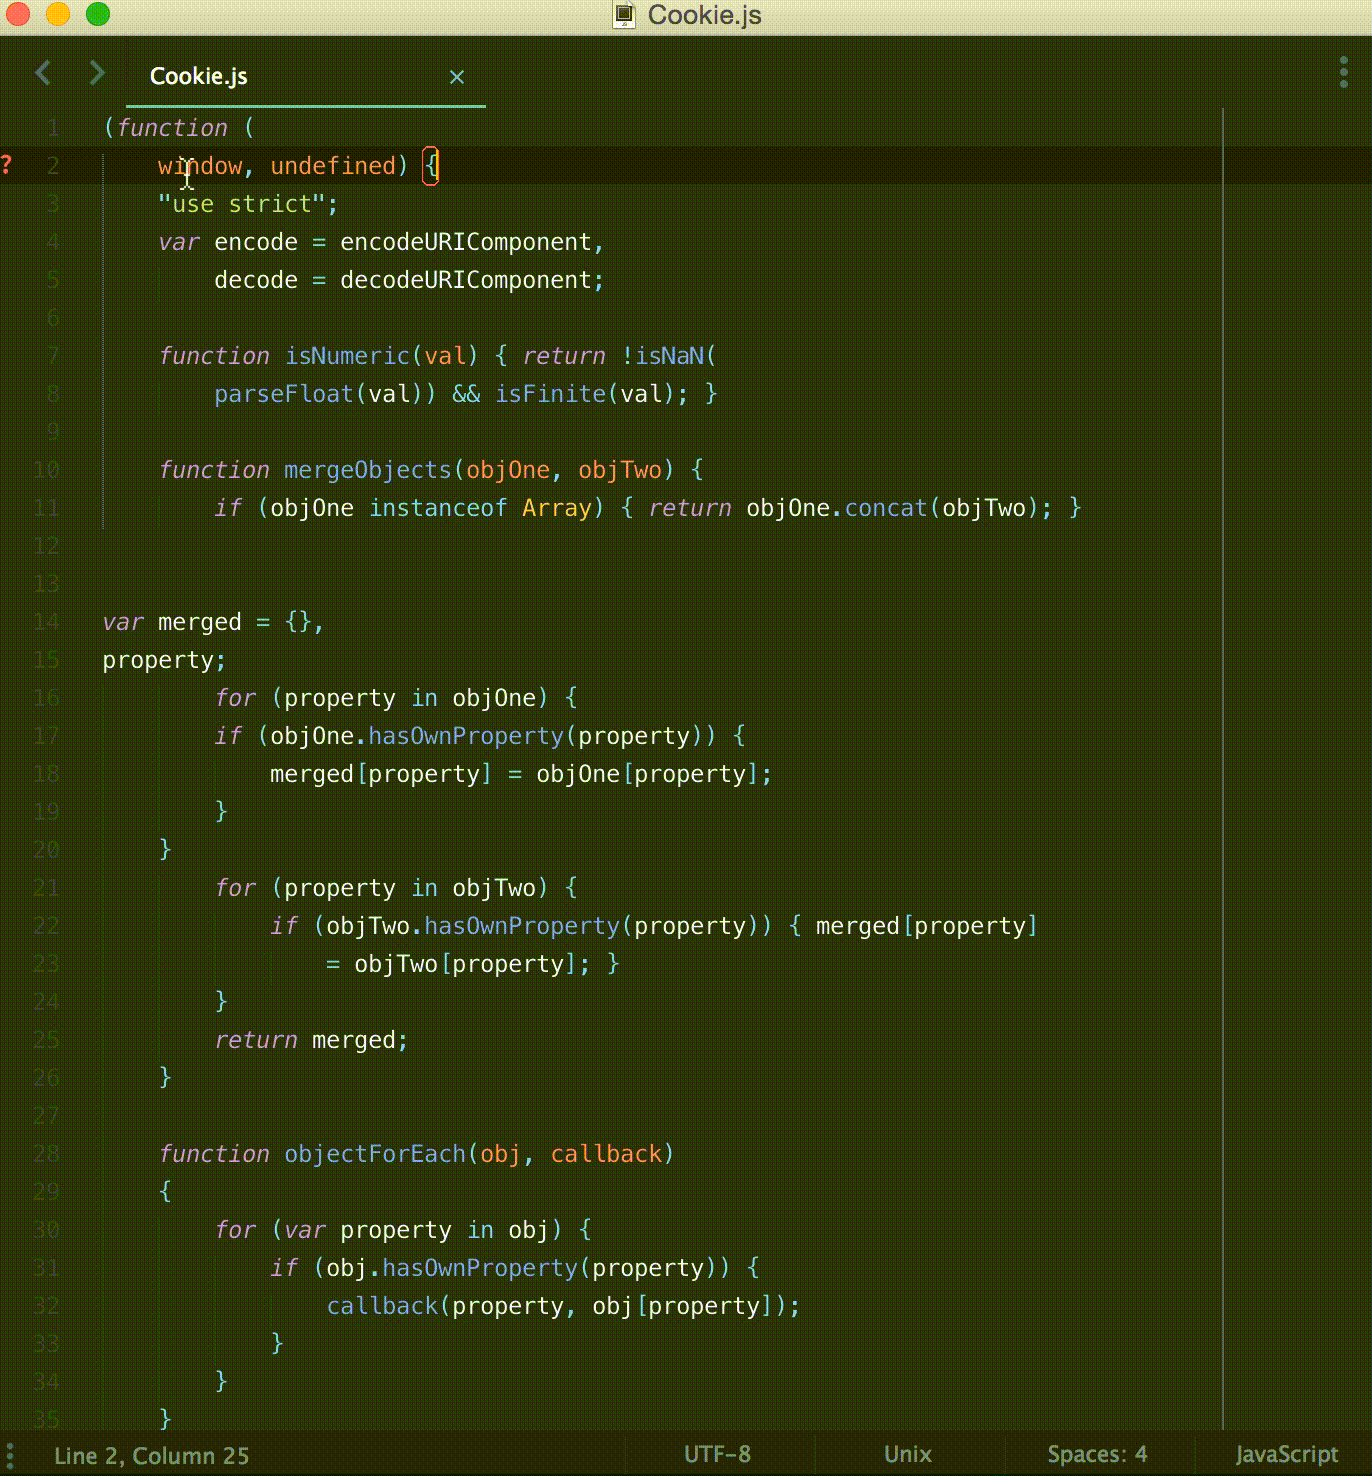 Cookie.js
Cookie.js ×
1 (function (
? 2     window, undefined) {
3     "use strict";
4     var encode = encodeURIComponent,
5         decode = decodeURIComponent;
6
7     function isNumeric(val) { return !isNaN(
8         parseFloat(val)) && isFinite(val); }
9
10     function mergeObjects(objOne, objTwo) {
11         if (objOne instanceof Array) { return objOne.concat(objTwo); }
12
13
14 var merged = {},
15 property;
16         for (property in objOne) {
17         if (objOne.hasOwnProperty(property)) {
18             merged[property] = objOne[property];
19         }
20     }
21         for (property in objTwo) {
22             if (objTwo.hasOwnProperty(property)) { merged[property]
23                 = objTwo[property]; }
24         }
25         return merged;
26     }
27
28     function objectForEach(obj, callback)
29     {
30         for (var property in obj) {
31             if (obj.hasOwnProperty(property)) {
32                 callback(property, obj[property]);
33             }
34         }
35     }
Line 2, Column 25 UTF-8 Unix Spaces: 4 JavaScript